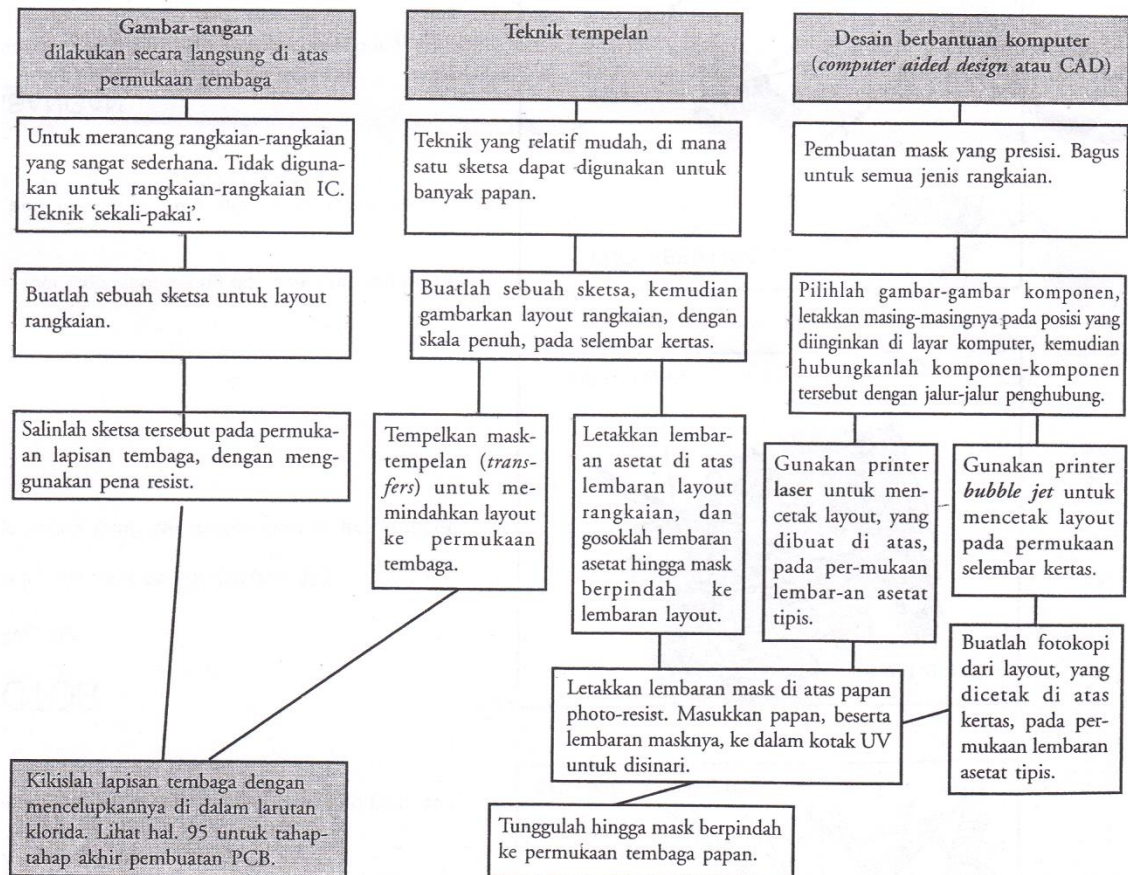 Gambar-tangan
dilakukan secara langsung di atas
permukaan tembaga
Teknik tempelan
Desain berbantuan komputer
(computer aided design atau CAD)
Untuk merancang rangkaian-rangkaian
yang sangat sederhana. Tidak diguna-
kan untuk rangkaian-rangkaian IC.
Teknik ‘sekali-pakai’.
Teknik yang relatif mudah, di mana
satu sketsa dapat digunakan untuk
banyak papan.
Pembuatan mask yang presisi. Bagus
untuk semua jenis rangkaian.
Buatlah sebuah sketsa untuk layout
rangkaian.
Buatlah sebuah sketsa, kemudian
gambarkan layout rangkaian, dengan
skala penuh, pada selembar kertas.
Pilihlah gambar-gambar komponen,
letakkan masing-masingnya pada posisi yang
diinginkan di layar komputer, kemudian
hubungkanlah komponen-komponen
tersebut dengan jalur-jalur penghubung.
Salinlah sketsa tersebut pada permuka-
an lapisan tembaga, dengan meng-
gunakan pena resist.
Tempelkan mask-
tempelan (trans-
fers) untuk me-
mindahkan layout
ke permukaan
tembaga.
Letakkan lembar-
an asetat di atas
lembaran layout
rangkaian, dan
gosoklah lembaran
asetat hingga mask
berpindah ke
lembaran layout.
Gunakan printer
laser untuk men-
cetak layout, yang
dibuat di atas,
pada per-mukaan
lembar-an asetat
tipis.
Gunakan printer
bubble jet untuk
mencetak layout
pada permukaan
selembar kertas.
Buatlah fotokopi
dari layout, yang
dicetak di atas
kertas, pada per-
mukaan lembaran
asetat tipis.
Letakkan lembaran mask di atas papan
photo-resist. Masukkan papan, beserta
lembaran masknya, ke dalam kotak UV
untuk disinari.
Kikislah lapisan tembaga dengan
mencelupkannya di dalam larutan
klorida. Lihat hal. 95 untuk tahap-
tahap akhir pembuatan PCB.
Tunggulah hingga mask berpindah
ke permukaan tembaga papan.